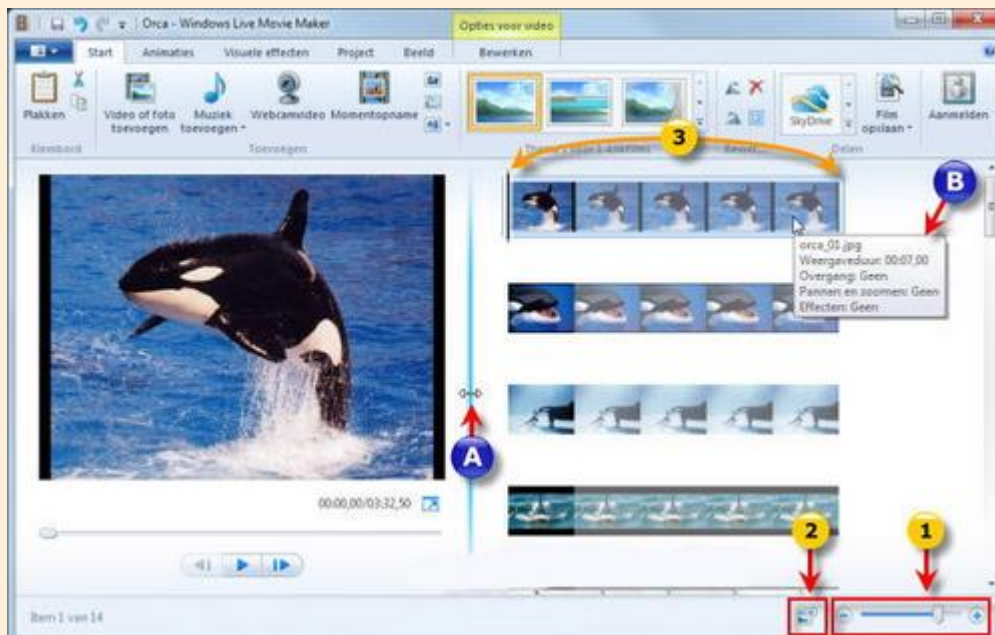 Orca - Windows Live Movie Maker
Opties voor video
Start Animaties Visuele effecten Project Beeld Bewerken
Plakken
Video of foto toevoegen
Muziek toevoegen
Webcamvideo
Momentopname
SkyDrive
Film opslaan
Aanmelden
Klembord
Toevoegen
Delen
3
B
orca_01.jpg
Weergaveduur: 00:07,00
Overgang: Geen
Pannen en zoomen: Geen
Effecten: Geen
A
00:00,00/03:32,50
2
1
Item 1 van 14